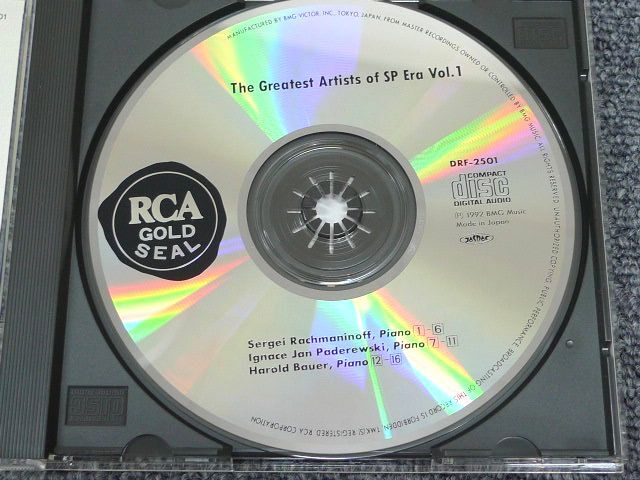 MANUFACTURED BY BMG VICTOR, INC., TOKYO, JAPAN, FROM MASTER RECORDINGS OWNED OR CONTROLLED BY BMG MUSIC. ALL RIGHTS RESERVED. UNAUTHORIZED COPYING, PUBLIC PERFORMANCE, BROADCASTING OF THIS RECORD IS FORBIDDEN. TMK(S) REGISTERED RCA CORPORATION
The Greatest Artists of SP Era Vol.1
DRF-2501
COMPACT
disc
DIGITAL AUDIO
℗ 1992 BMG Music
Made in Japan
RCA
GOLD
SEAL
Sergei Rachmaninoff, Piano 1-6
Ignace Jan Paderewski, Piano 7-11
Harold Bauer, Piano 12-16